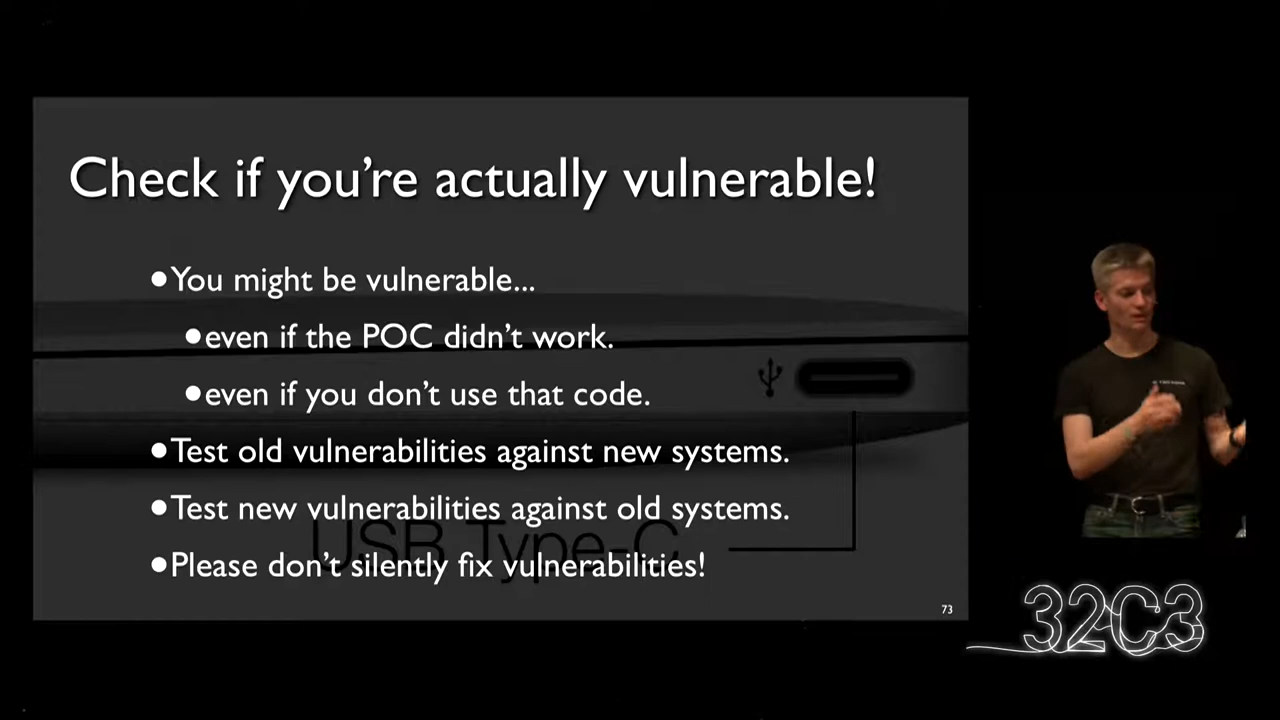 Check if you're actually vulnerable!
•You might be vulnerable...
•even if the POC didn't work.
•even if you don't use that code.
•Test old vulnerabilities against new systems.
•Test new vulnerabilities against old systems.
USB Type-C
•Please don't silently fix vulnerabilities!
73
32C3